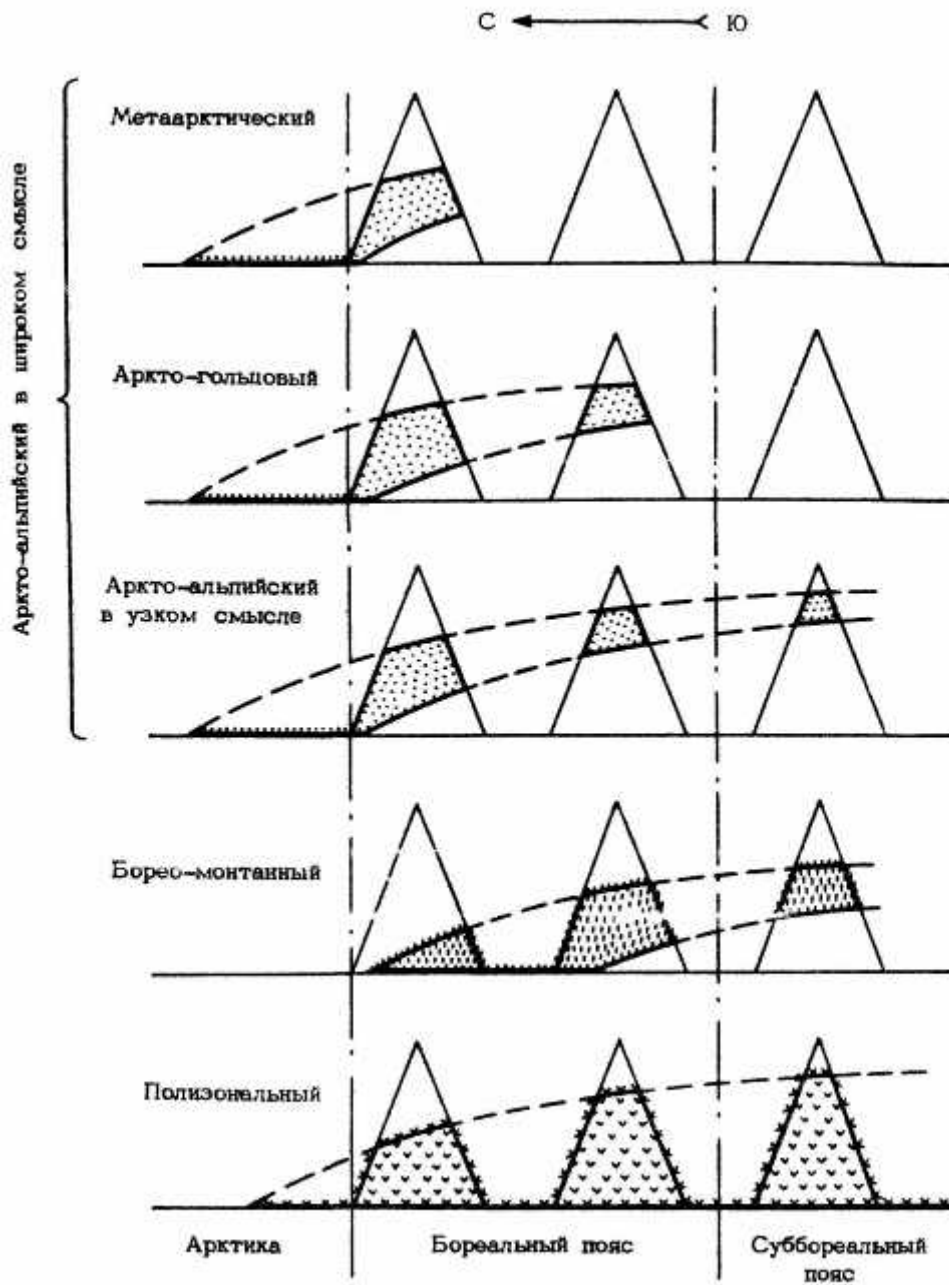 С Ю
Метаарктический
Аркто-гольцовый
Аркто-альпийский
в узком смысле
Аркто-альпийский в широком смысле
Борео-монтанный
Полизональный
Арктика
Бореальный пояс
Суббореальный
пояс